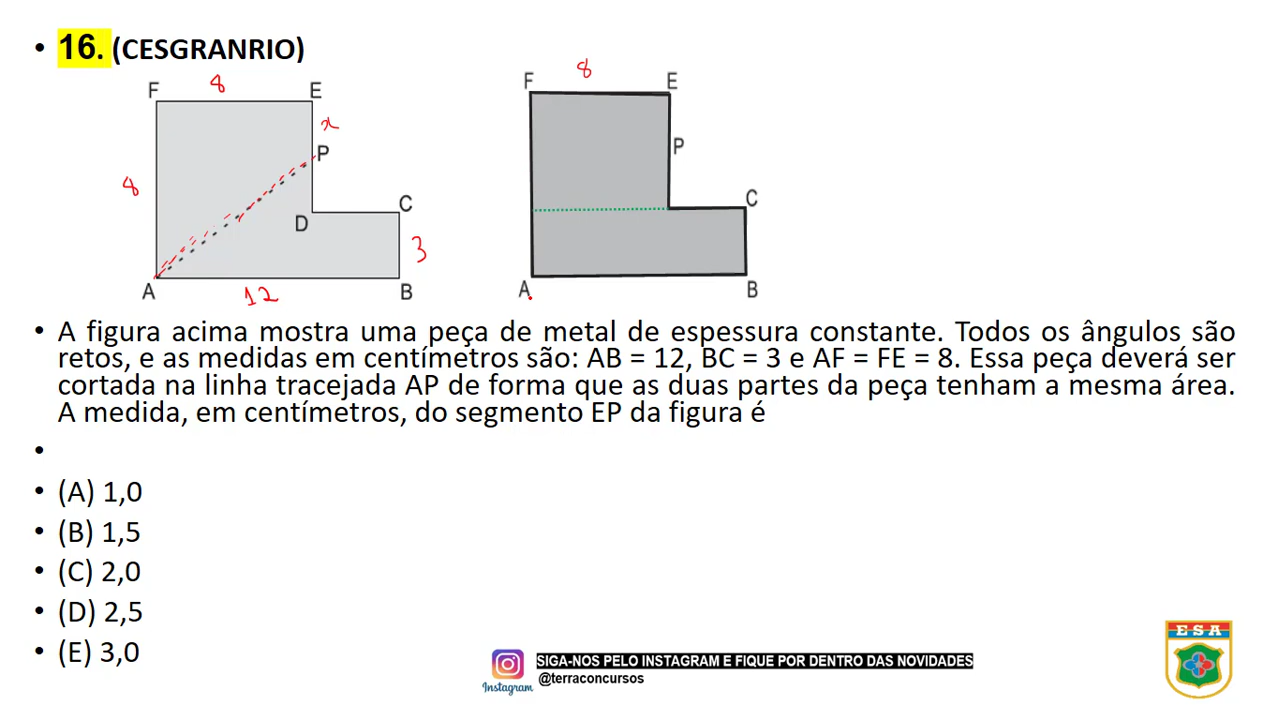 • 16. (CESGRANRIO)
F 8 E
x
P
8
D
C
3
A 12 B
F 8 E
P
C
A B
• A figura acima mostra uma peça de metal de espessura constante. Todos os ângulos são
retos, e as medidas em centímetros são: AB = 12, BC = 3 e AF = FE = 8. Essa peça deverá ser
cortada na linha tracejada AP de forma que as duas partes da peça tenham a mesma área.
A medida, em centímetros, do segmento EP da figura é
•
• (A) 1,0
• (B) 1,5
• (C) 2,0
• (D) 2,5
• (E) 3,0
Instagram
SIGA-NOS PELO INSTAGRAM E FIQUE POR DENTRO DAS NOVIDADES
@terraconcursos
ESA